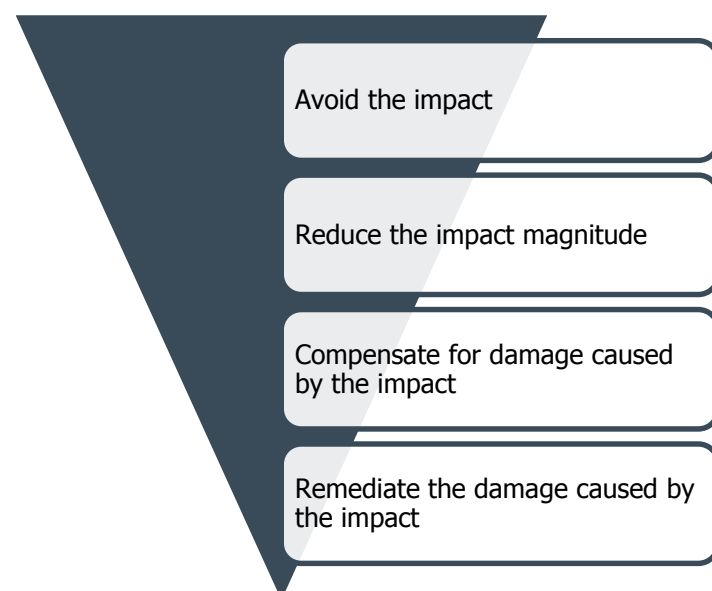 Avoid the impact
Reduce the impact magnitude
Compensate for damage caused
by the impact
Remediate the damage caused by
the impact